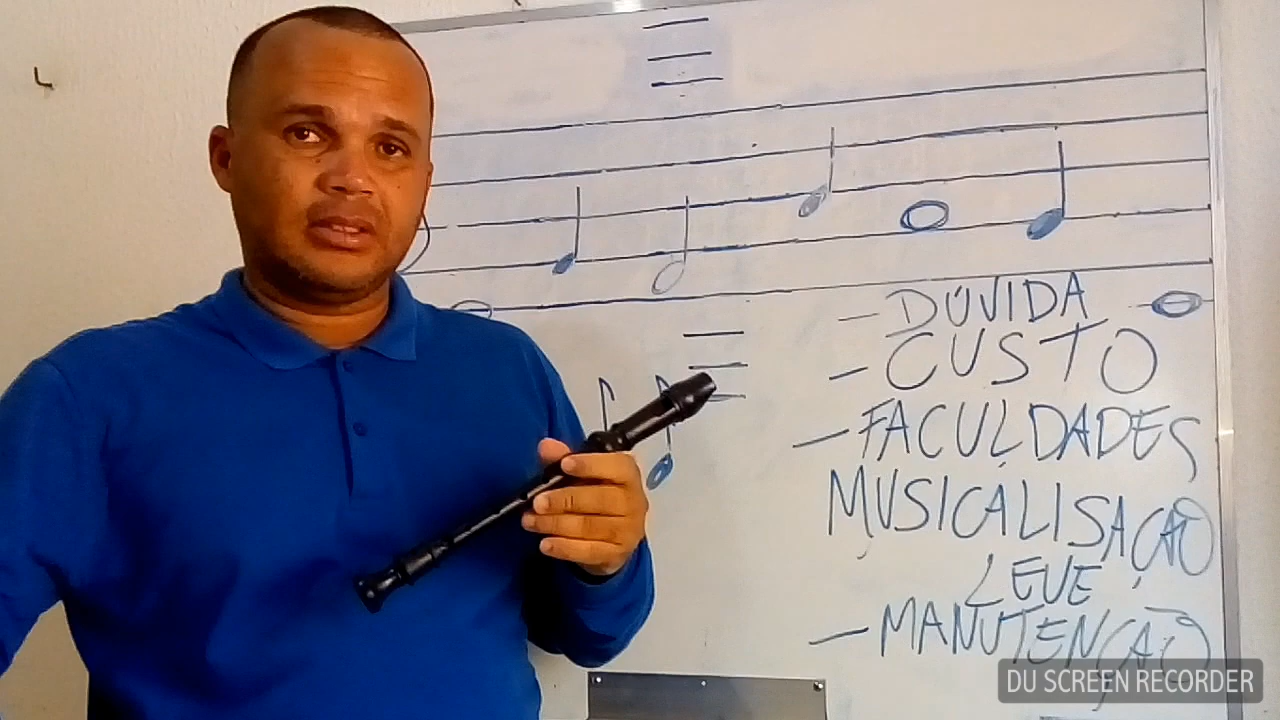 - DÚVIDA
- CUSTO
- FACULDADES
MUSICALISAÇÃO
LEVE
- MANUTENÇÃO
DU SCREEN RECORDER